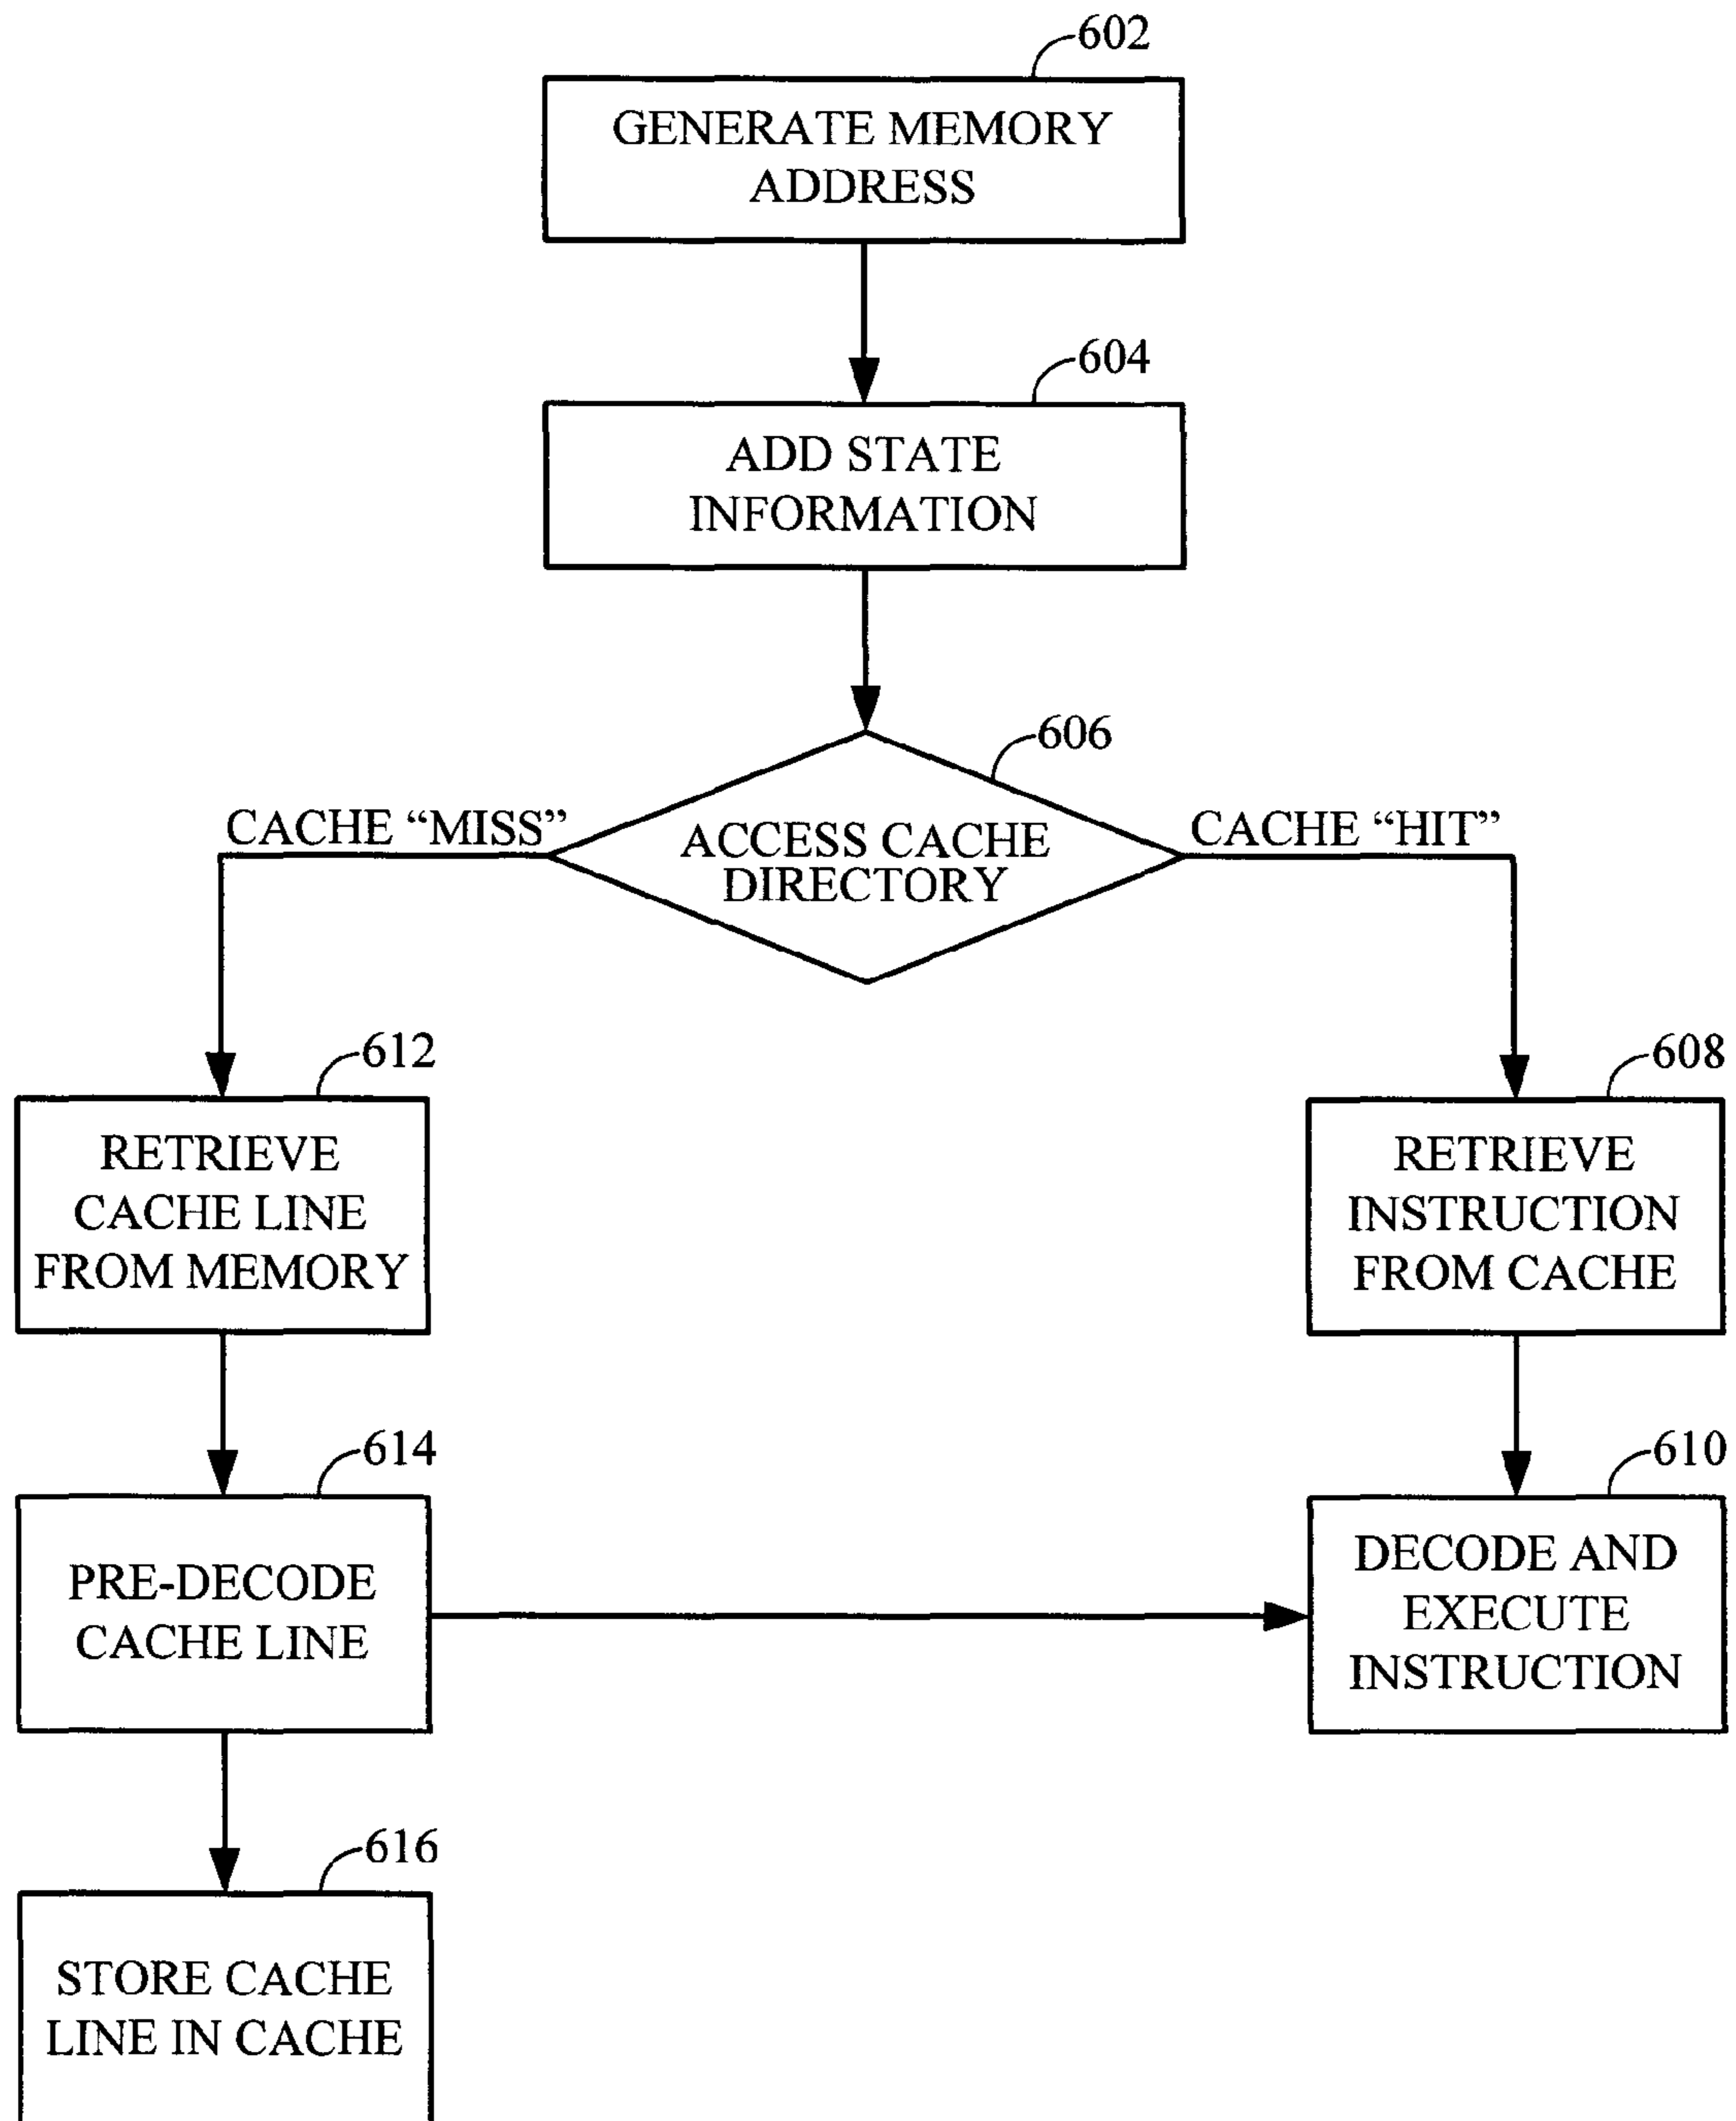 602
GENERATE MEMORY
ADDRESS
604
ADD STATE
INFORMATION
606
CACHE “MISS”
ACCESS CACHE
DIRECTORY
CACHE “HIT”
612
RETRIEVE
CACHE LINE
FROM MEMORY
608
RETRIEVE
INSTRUCTION
FROM CACHE
614
PRE-DECODE
CACHE LINE
610
DECODE AND
EXECUTE
INSTRUCTION
616
STORE CACHE
LINE IN CACHE